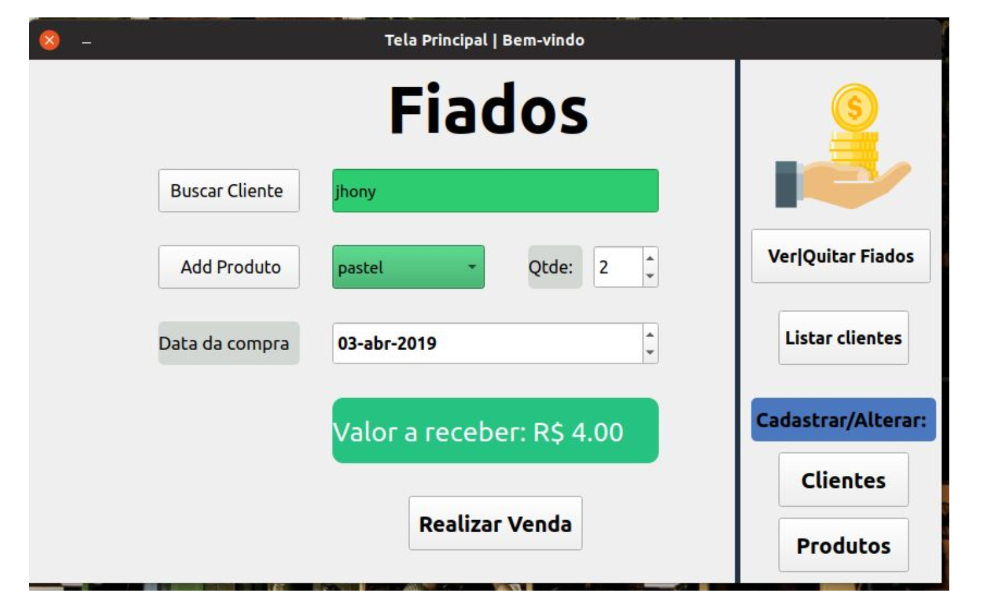 Tela Principal | Bem-vindo
Fiados
Buscar Cliente
jhony
Add Produto
pastel
Qtde:
2
Data da compra
03-abr-2019
Valor a receber: R$ 4.00
Realizar Venda
$
Ver|Quitar Fiados
Listar clientes
Cadastrar/Alterar:
Clientes
Produtos